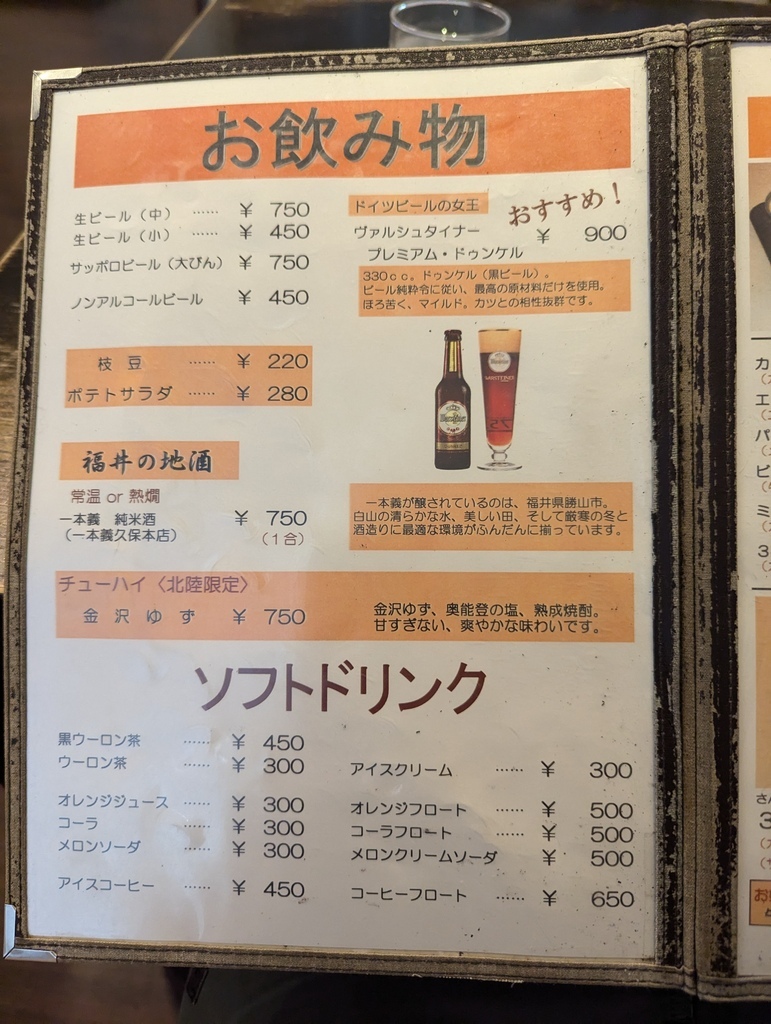 お飲み物
生ビール（中） …… ¥ 750
生ビール（小） …… ¥ 450
サッポロビール（大びん） ¥ 750
ノンアルコールビール ¥ 450
枝豆 …… ¥ 220
ポテトサラダ …… ¥ 280
福井の地酒
常温 or 熱燗
一本義 純米酒 ¥ 750
（一本義久保本店） （1合）
ドイツビールの女王
おすすめ！
ヴァルシュタイナー ¥ 900
プレミアム・ドゥンケル
330cc。ドゥンケル（黒ビール）。
ビール純粋令に従い、最高の原材料だけを使用。
ほろ苦く、マイルド。カツとの相性抜群です。
一本義が醸されているのは、福井県勝山市。
白山の清らかな水、美しい田、そして厳寒の冬と
酒造りに最適な環境がふんだんに揃っています。
チューハイ〈北陸限定〉
金沢ゆず ¥ 750
金沢ゆず、奥能登の塩、熟成焼酎。
甘すぎない、爽やかな味わいです。
ソフトドリンク
黒ウーロン茶 …… ¥ 450
ウーロン茶 …… ¥ 300
オレンジジュース …… ¥ 300
コーラ …… ¥ 300
メロンソーダ …… ¥ 300
アイスコーヒー …… ¥ 450
アイスクリーム …… ¥ 300
オレンジフロート …… ¥ 500
コーラフロート …… ¥ 500
メロンクリームソーダ ¥ 500
コーヒーフロート …… ¥ 650